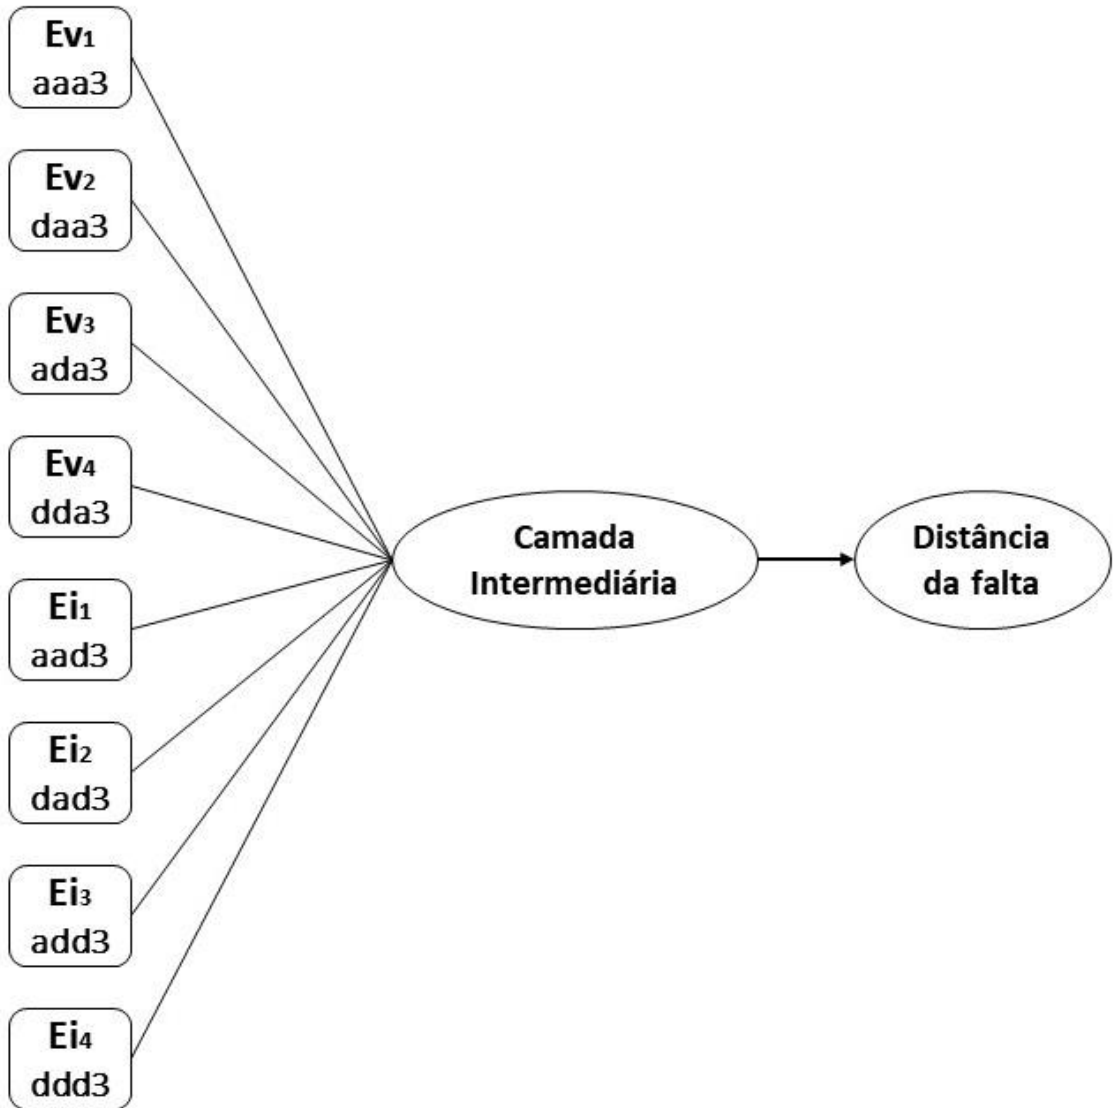 Ev1
aaa3
Ev2
daa3
Ev3
ada3
Ev4
dda3
Ei1
aad3
Ei2
dad3
Ei3
add3
Ei4
ddd3
Camada
Intermediária
Distância
da falta